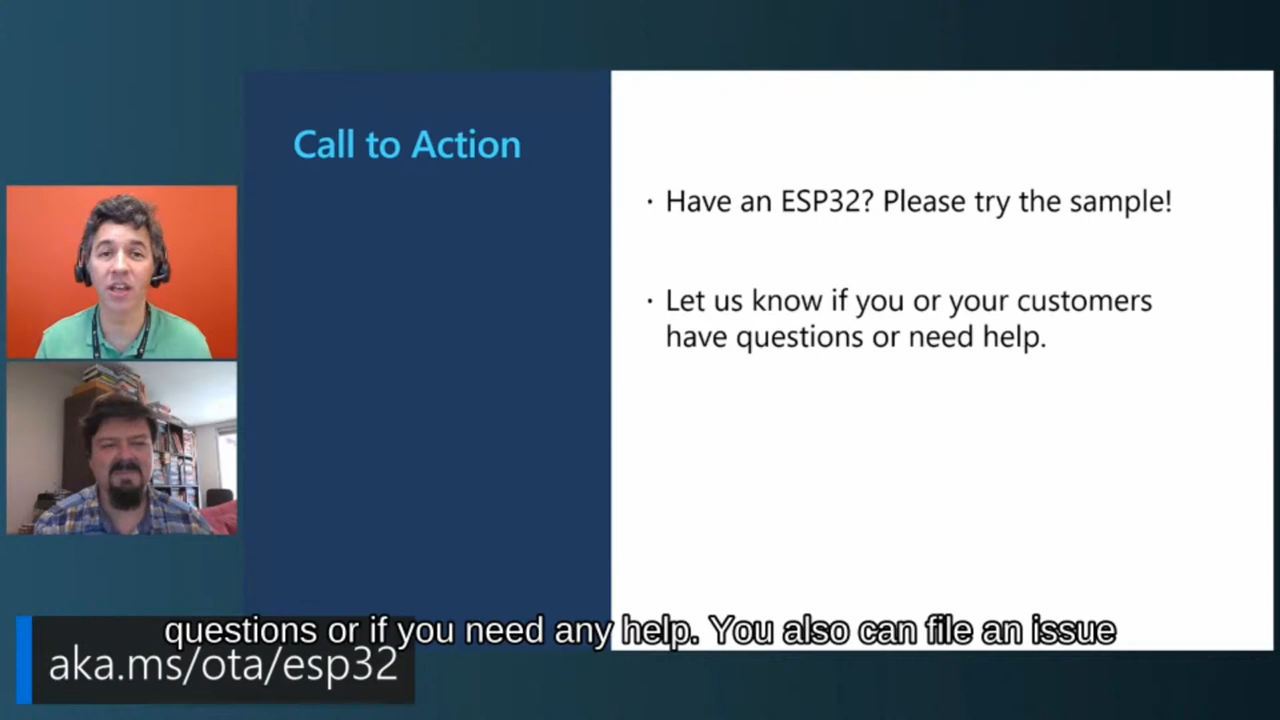 Call to Action
· Have an ESP32? Please try the sample!
· Let us know if you or your customers
have questions or need help.
questions or if you need any help. You also can file an issue
aka.ms/ota/esp32